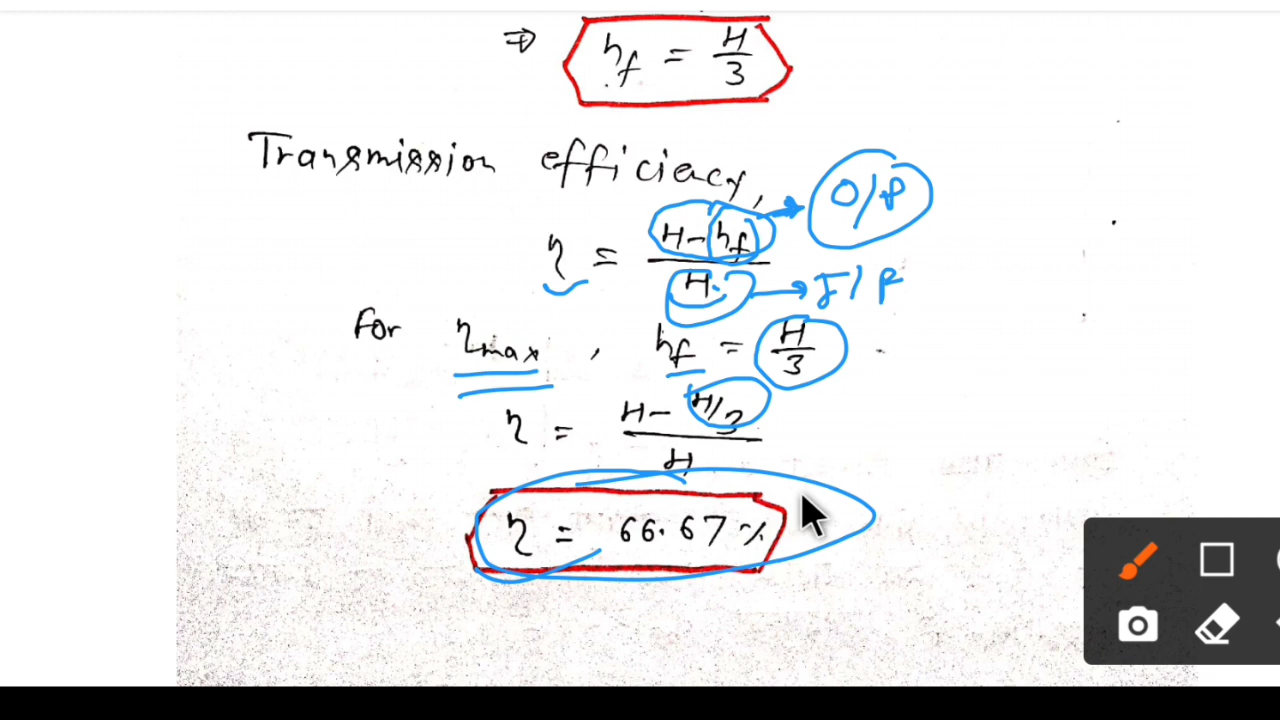 ⇒ hf = H/3
Transmission efficiency,
η = H - hf / H. → O/P
→ I/P
For ηmax, hf = H/3
η = H - H/3 / H
η = 66.67 %